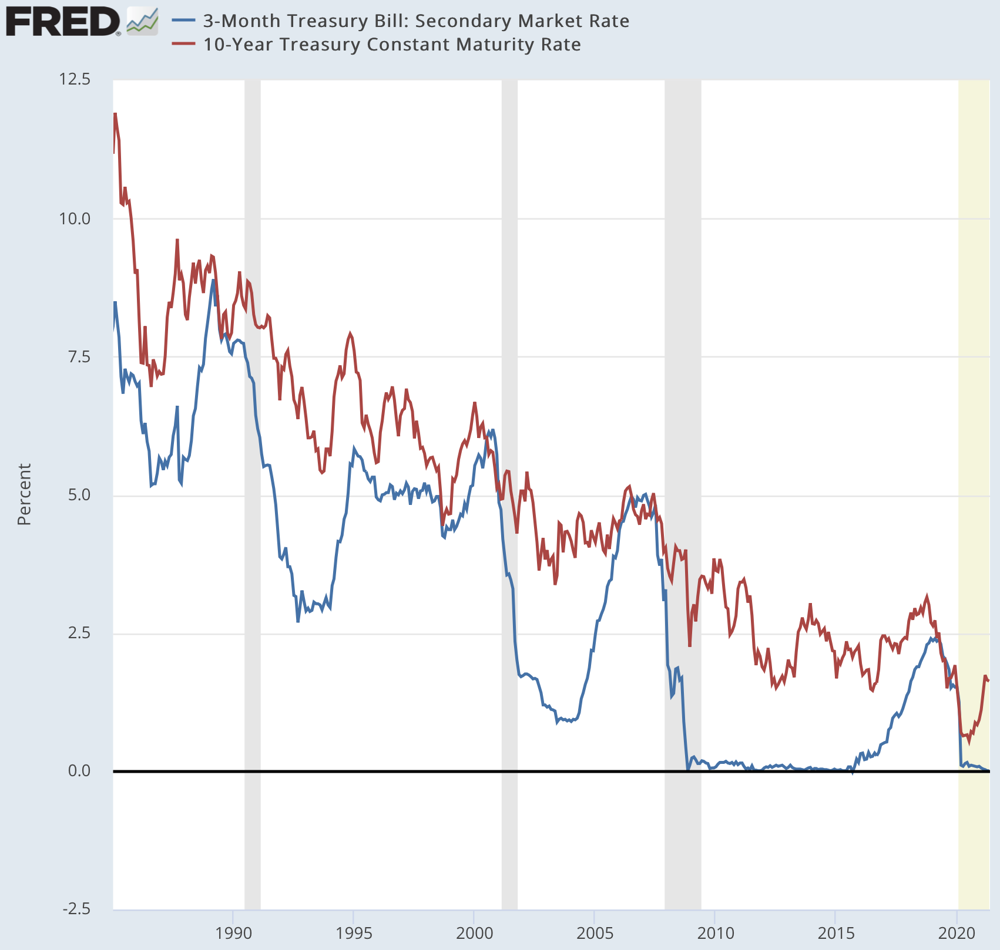 FRED®
3-Month Treasury Bill: Secondary Market Rate
10-Year Treasury Constant Maturity Rate
12.5
10.0
7.5
5.0
2.5
0.0
-2.5
Percent
1990 1995 2000 2005 2010 2015 2020